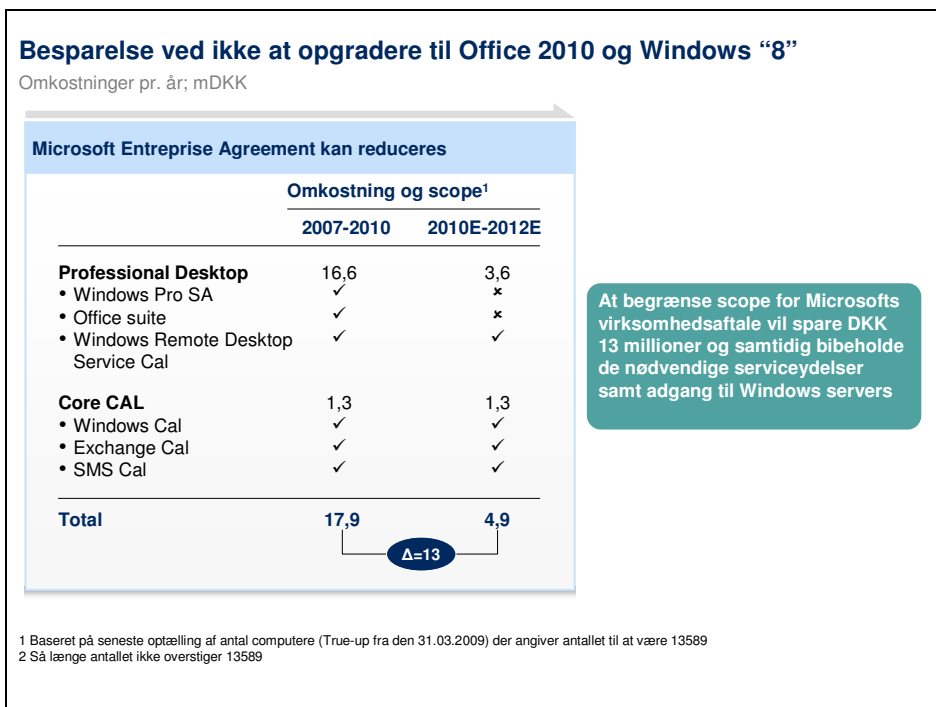 Besparelse ved ikke at opgradere til Office 2010 og Windows “8”
Omkostninger pr. år; mDKK
Microsoft Entreprise Agreement kan reduceres
Omkostning og scope¹
2007-2010 2010E-2012E
Professional Desktop 16,6 3,6
• Windows Pro SA ✓ ×
• Office suite ✓ ×
• Windows Remote Desktop ✓ ✓
Service Cal
Core CAL 1,3 1,3
• Windows Cal ✓ ✓
• Exchange Cal ✓ ✓
• SMS Cal ✓ ✓
Total 17,9 4,9
Δ=13
At begrænse scope for Microsofts
virksomhedsaftale vil spare DKK
13 millioner og samtidig bibeholde
de nødvendige serviceydelser
samt adgang til Windows servers
1 Baseret på seneste optælling af antal computere (True-up fra den 31.03.2009) der angiver antallet til at være 13589
2 Så længe antallet ikke overstiger 13589